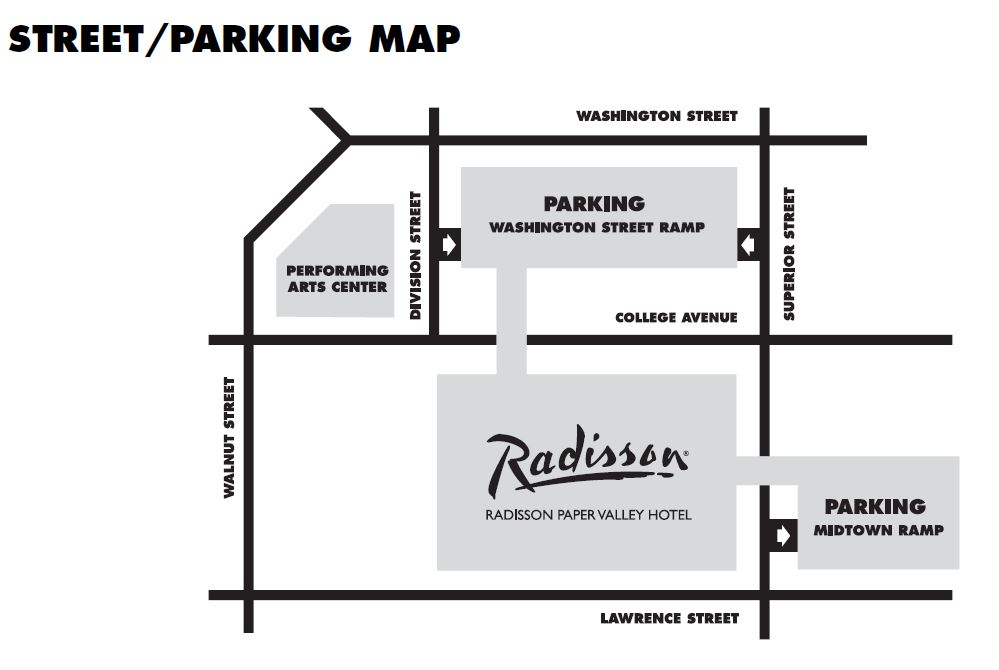 STREET/PARKING MAP
WASHINGTON STREET
PARKING
WASHINGTON STREET RAMP
DIVISION STREET
SUPERIOR STREET
PERFORMING
ARTS CENTER
COLLEGE AVENUE
WALNUT STREET
Radisson®
RADISSON PAPER VALLEY HOTEL
PARKING
MIDTOWN RAMP
LAWRENCE STREET